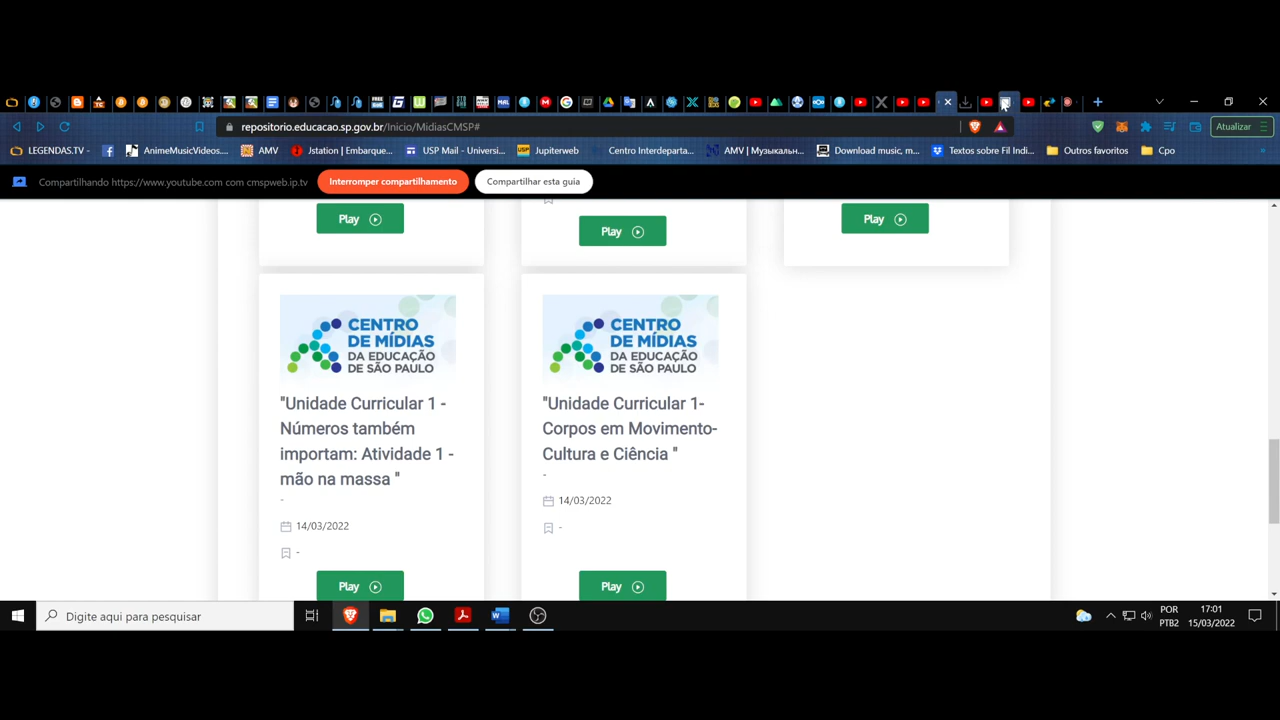 repositorio.educacao.sp.gov.br/Inicio/MidiasCMSP#
Atualizar
LEGENDAS.TV -
AnimeMusicVideos...
AMV
Jstation | Embarque...
USP Mail - Universi...
Jupiterweb
Centro Interdeparta...
AMV | Музыкальн...
Download music, m...
Textos sobre Fil Indi...
Outros favoritos
Cpo
Compartilhando https://www.youtube.com com cmspweb.ip.tv
Interromper compartilhamento
Compartilhar esta guia
Play
Play
Play
CENTRO
DE MÍDIAS
DA EDUCAÇÃO
DE SÃO PAULO
"Unidade Curricular 1 -
Números também
importam: Atividade 1 -
mão na massa "
-
14/03/2022
-
Play
CENTRO
DE MÍDIAS
DA EDUCAÇÃO
DE SÃO PAULO
"Unidade Curricular 1-
Corpos em Movimento-
Cultura e Ciência "
-
14/03/2022
-
Play
Digite aqui para pesquisar
POR
PTB2
17:01
15/03/2022